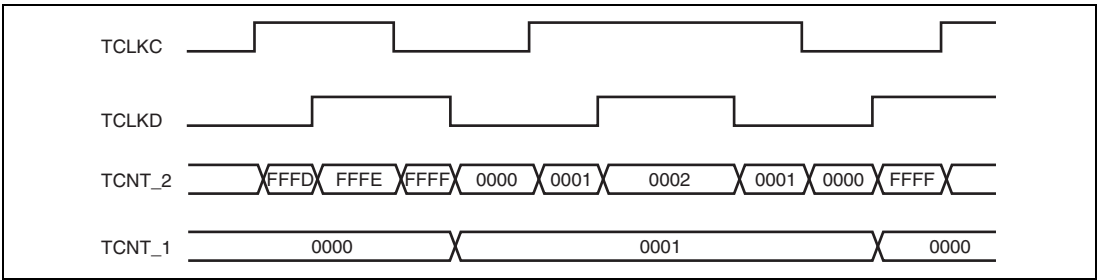 TCLKC
TCLKD
TCNT_2 FFFD FFFE FFFF 0000 0001 0002 0001 0000 FFFF
TCNT_1 0000 0001 0000